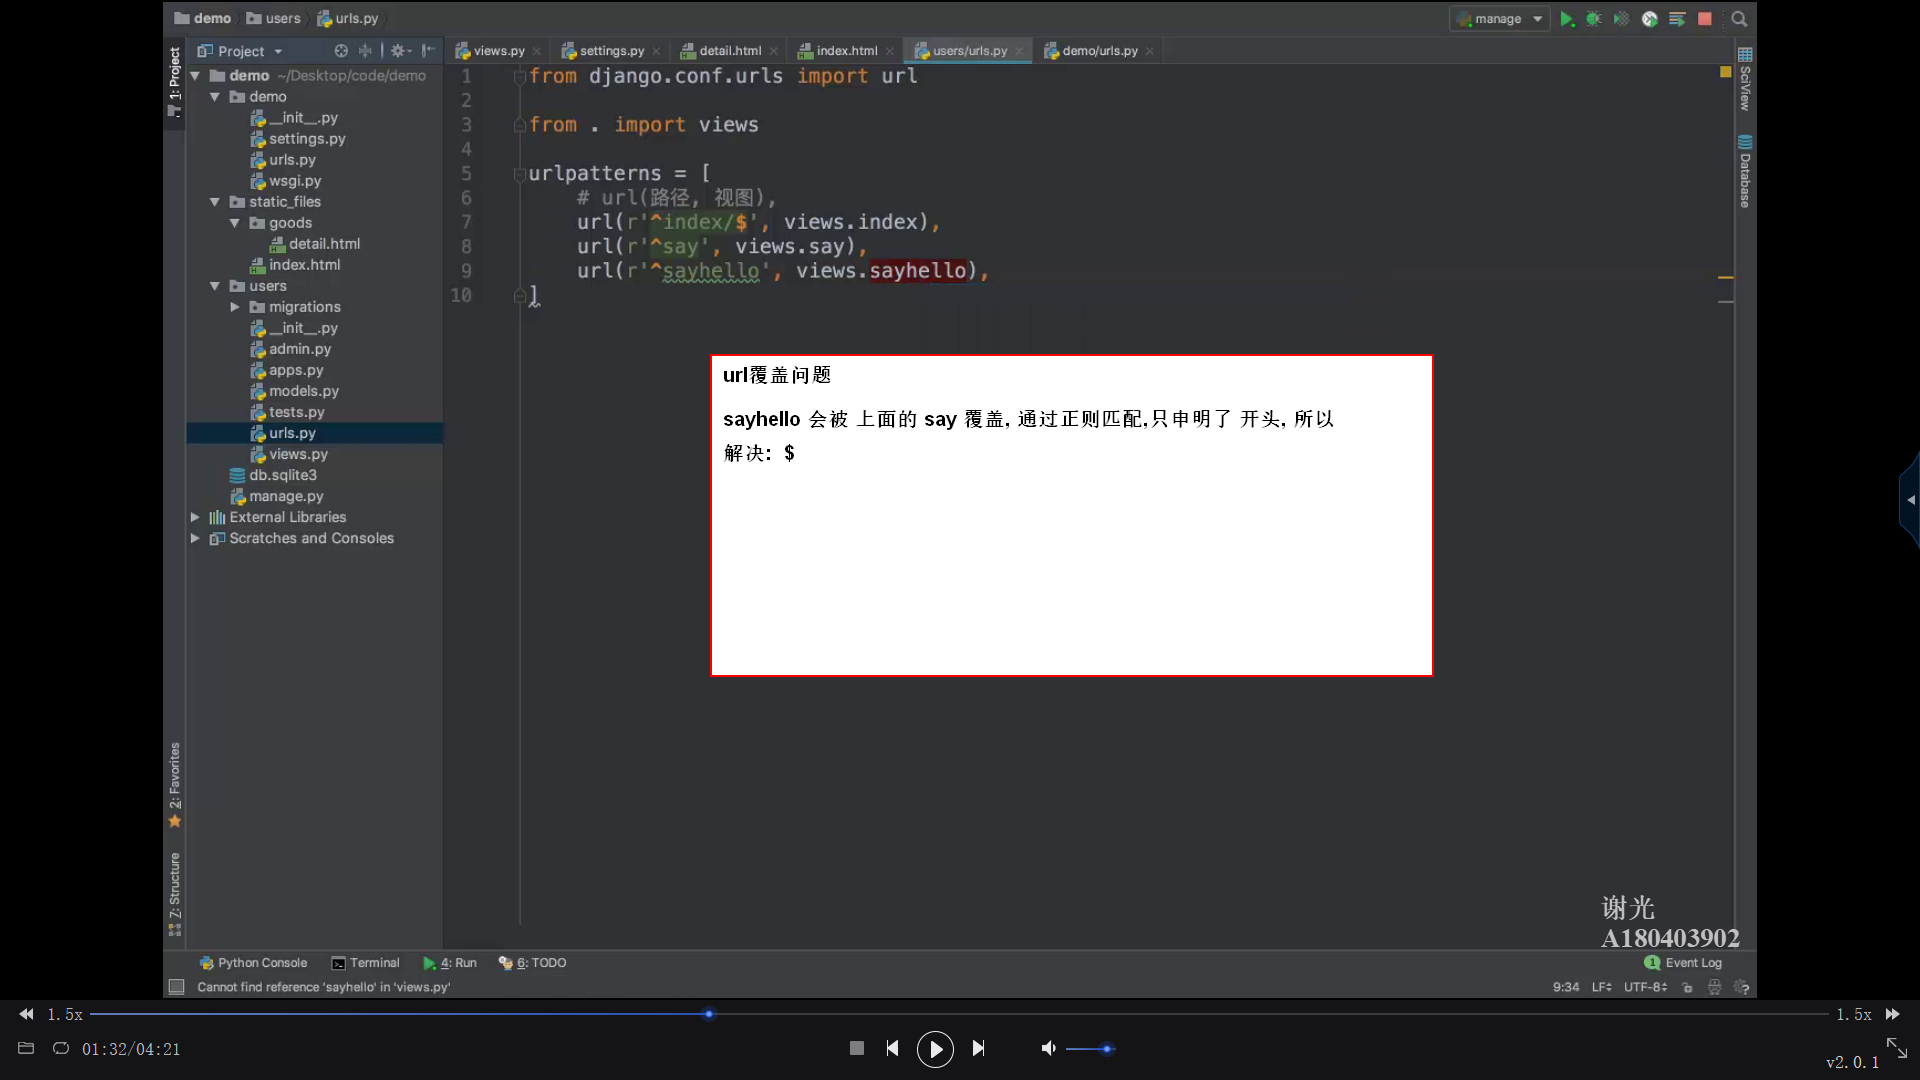 demo users urls.py
manage
Project
views.py settings.py detail.html index.html users/urls.py demo/urls.py
1: Project
demo ~/Desktop/code/demo
demo
__init__.py
settings.py
urls.py
wsgi.py
static_files
goods
detail.html
index.html
users
migrations
__init__.py
admin.py
apps.py
models.py
tests.py
urls.py
views.py
db.sqlite3
manage.py
External Libraries
Scratches and Consoles
2: Favorites
7: Structure
1 from django.conf.urls import url
2
3 from . import views
4
5 urlpatterns = [
6 # url(路径, 视图),
7 url(r'^index/$', views.index),
8 url(r'^say', views.say),
9 url(r'^sayhello', views.sayhello),
10 ]
SciView
Database
url覆盖问题
sayhello 会被 上面的 say 覆盖, 通过正则匹配,只申明了 开头, 所以
解决: $
谢光
A180403902
Python Console Terminal 4: Run 6: TODO
1 Event Log
Cannot find reference 'sayhello' in 'views.py'
9:34 LF UTF-8
1.5x 1.5x
01:32/04:21
v2.0.1